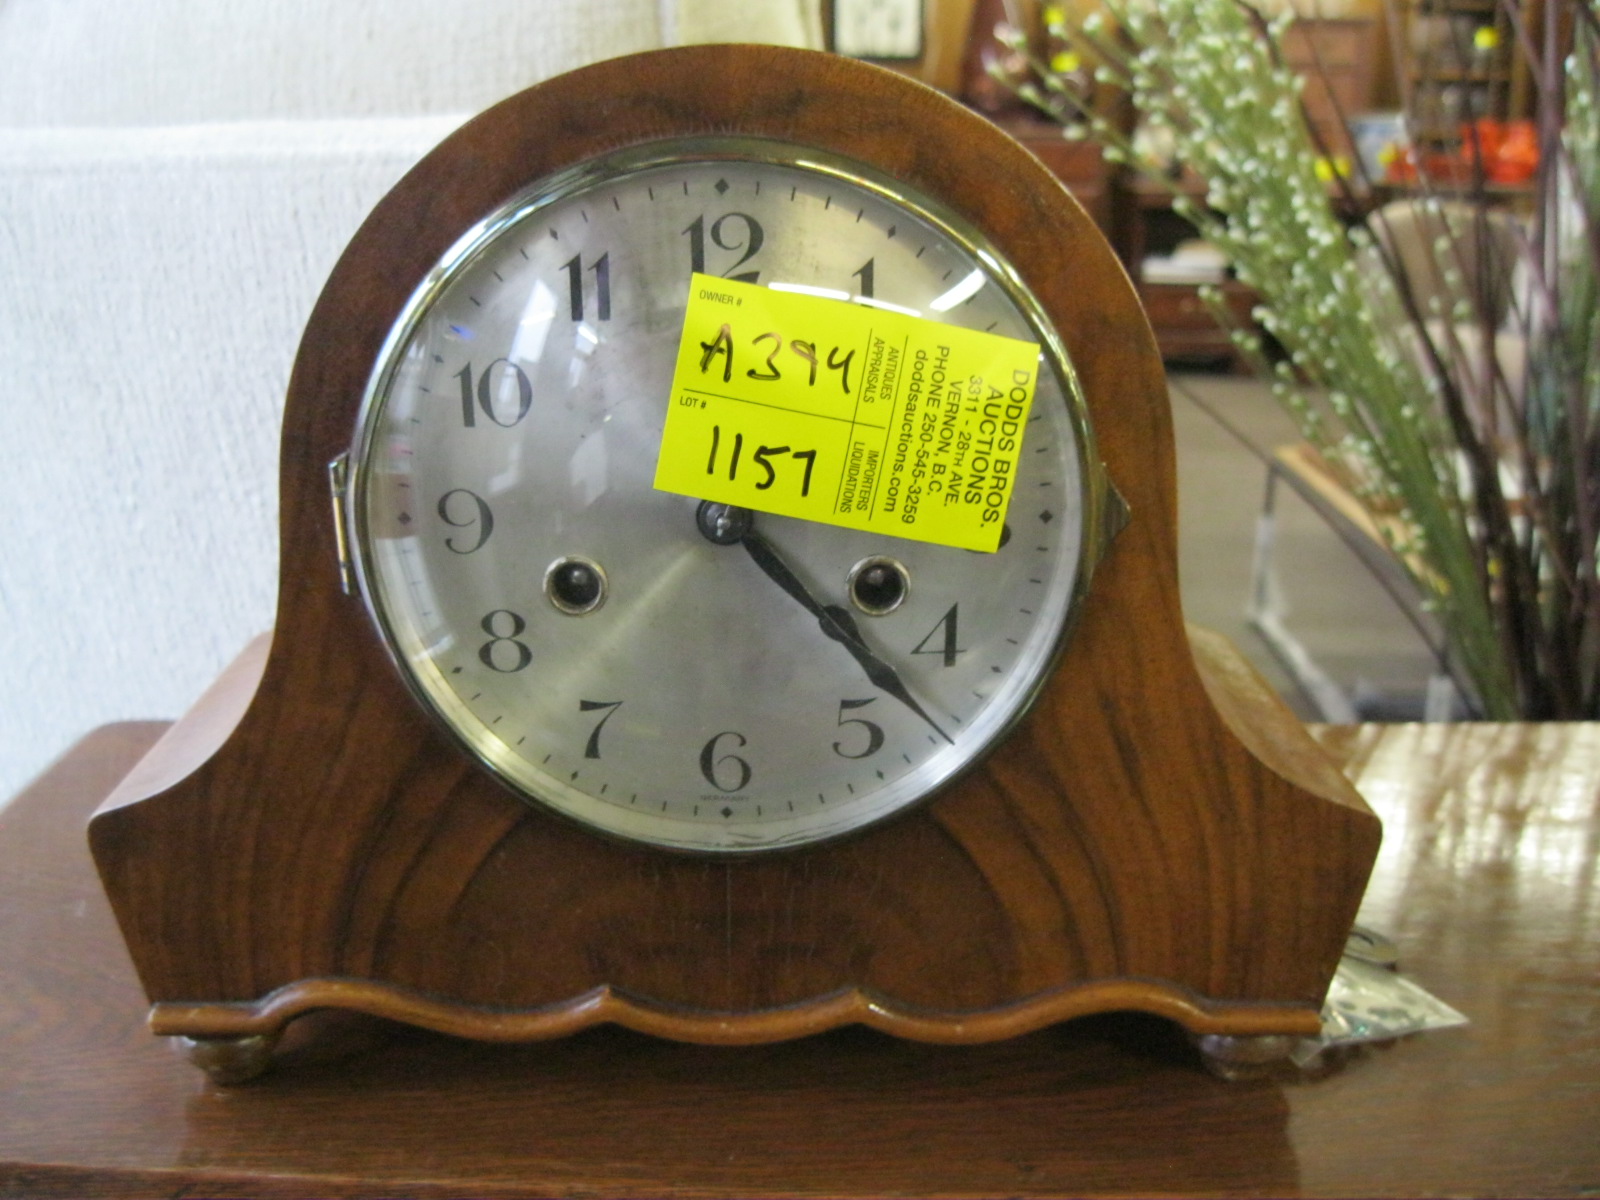 12
11
1
10
9
8
4
7
5
6
GERMANY
OWNER #
A394
LOT #
1157
ANTIQUES
APPRAISALS
IMPORTERS
LIQUIDATIONS
DODDS BROS.
AUCTIONS
3311 - 28TH AVE.
VERNON, B.C.
PHONE 250-545-3259
doddsauctions.com